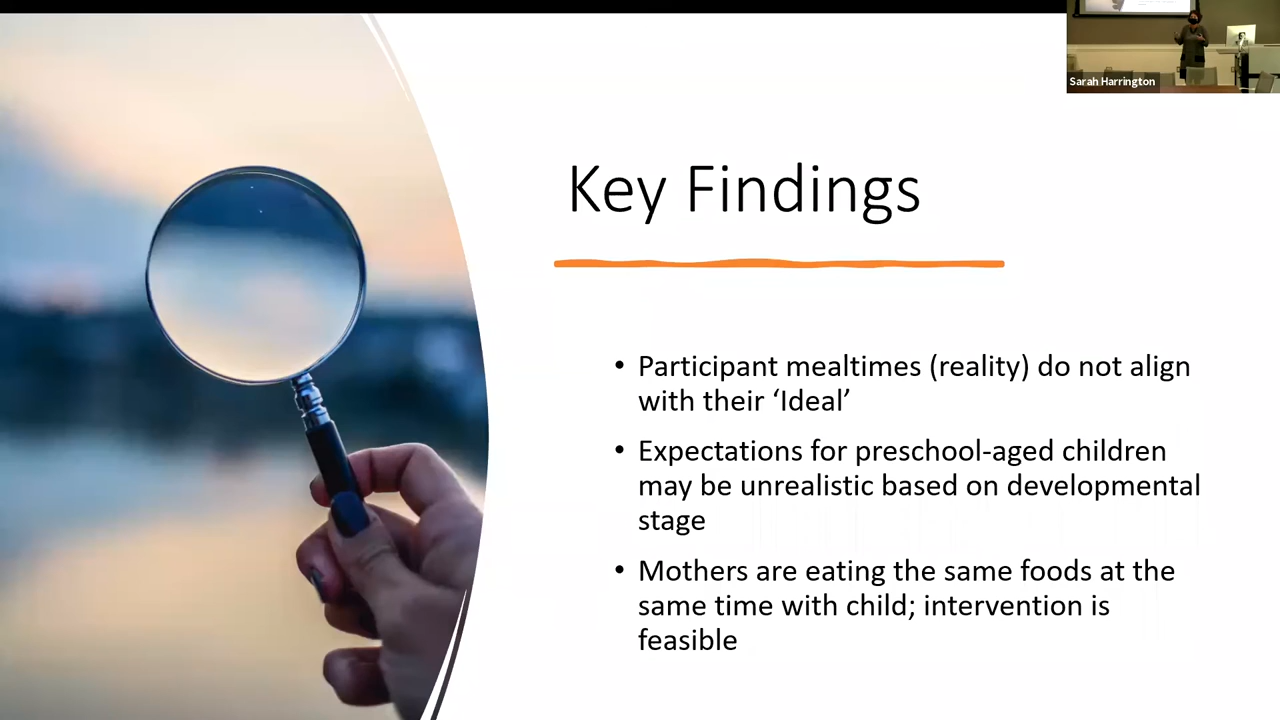 Sarah Harrington
Key Findings
• Participant mealtimes (reality) do not align
with their ‘Ideal’
• Expectations for preschool-aged children
may be unrealistic based on developmental
stage
• Mothers are eating the same foods at the
same time with child; intervention is
feasible